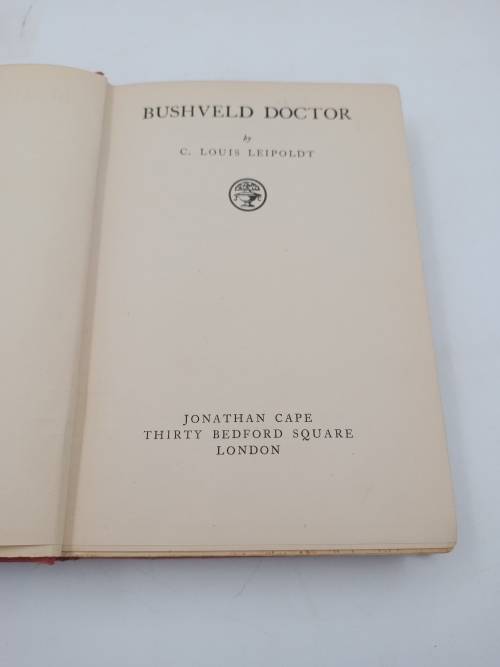 BUSHVELD DOCTOR
by
C. LOUIS LEIPOLDT
JONATHAN CAPE
THIRTY BEDFORD SQUARE
LONDON